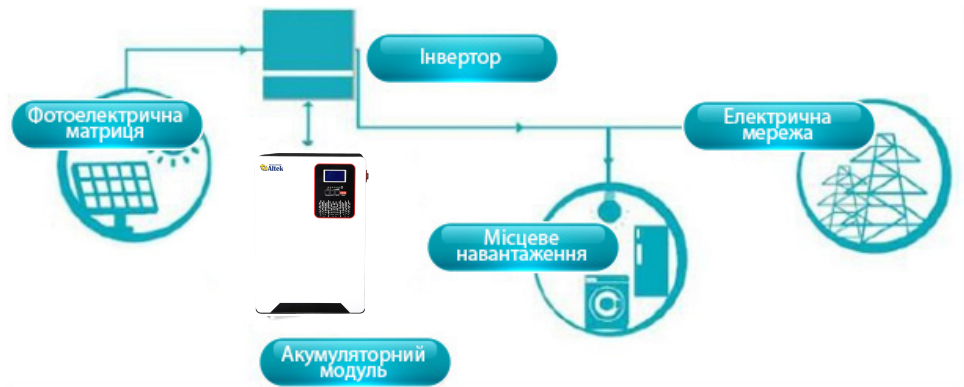 Інвертор
Фотоелектрична
матриця
Електрична
мережа
Altek
Місцеве
навантаження
Акумуляторний
модуль